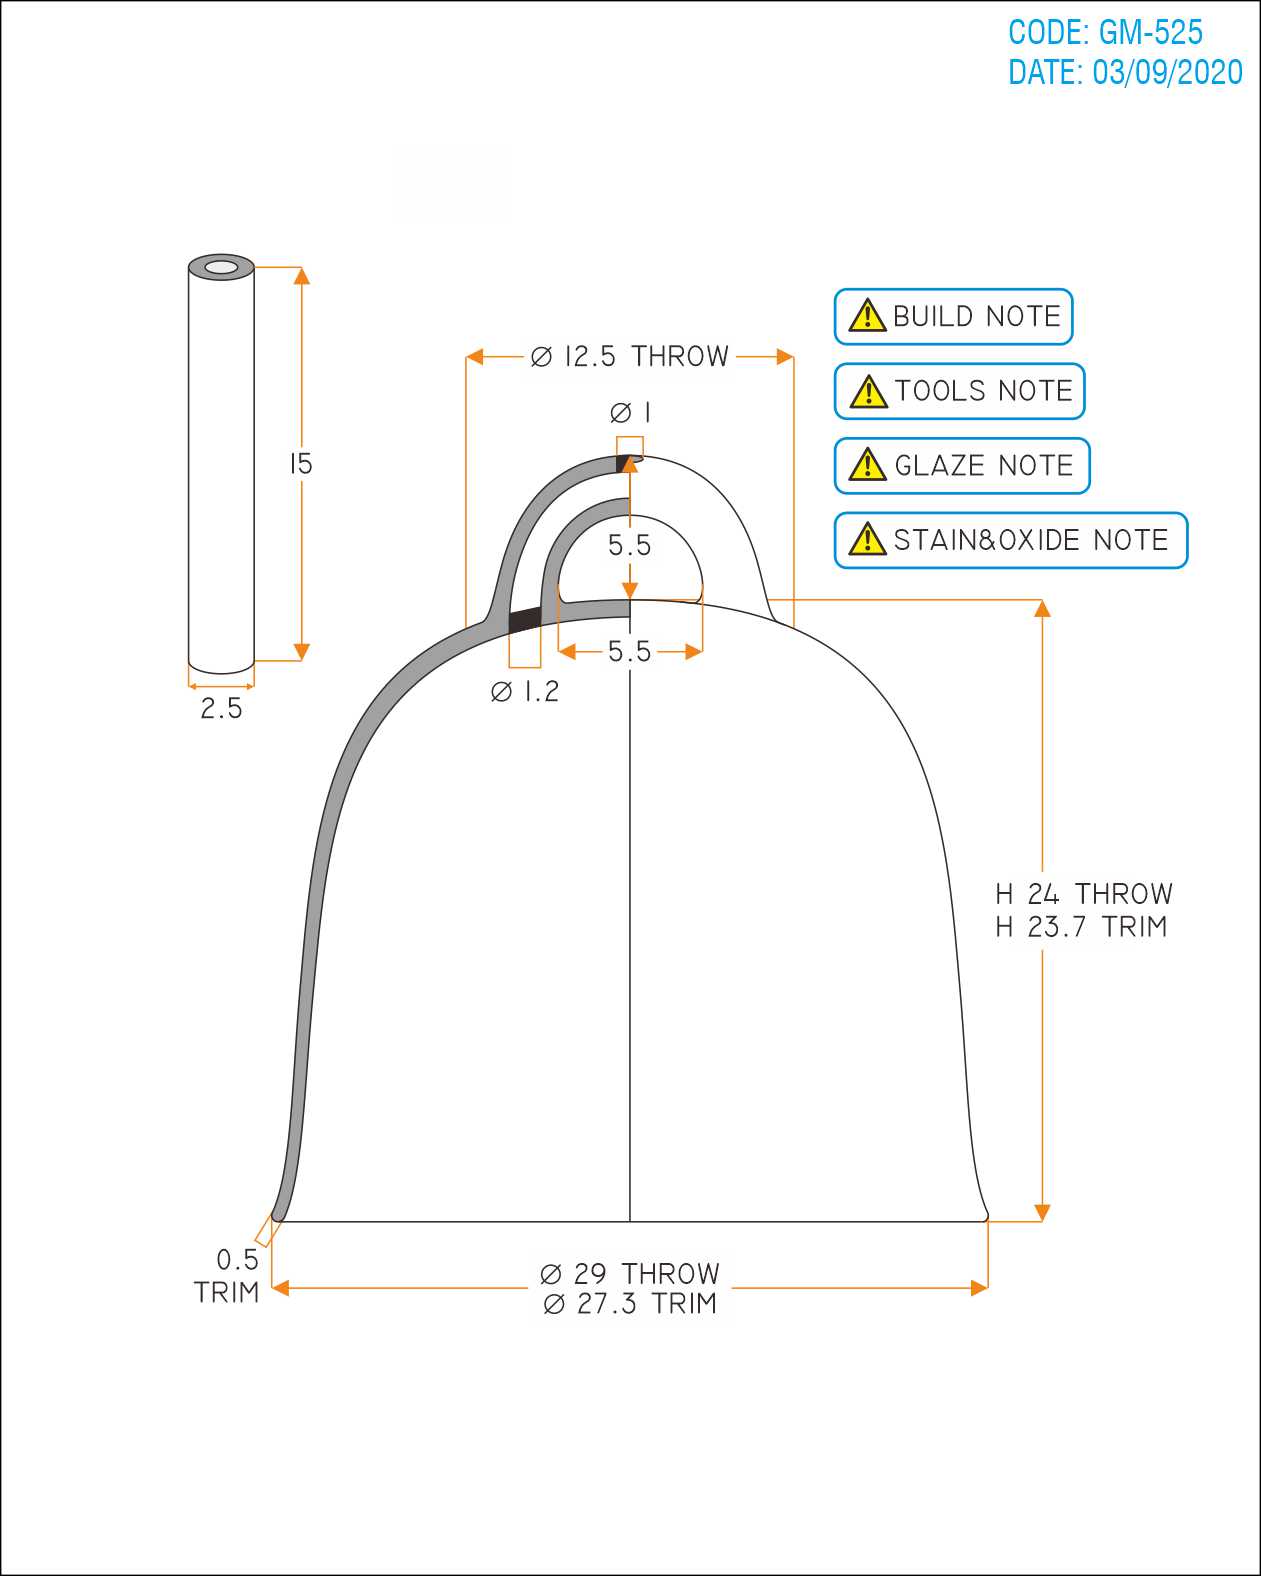 CODE: GM-525
DATE: 03/09/2020
BUILD NOTE
Ø 12.5 THROW
TOOLS NOTE
Ø 1
15
GLAZE NOTE
5.5
STAIN&OXIDE NOTE
5.5
Ø 1.2
2.5
H 24 THROW
H 23.7 TRIM
0.5
TRIM
Ø 29 THROW
Ø 27.3 TRIM